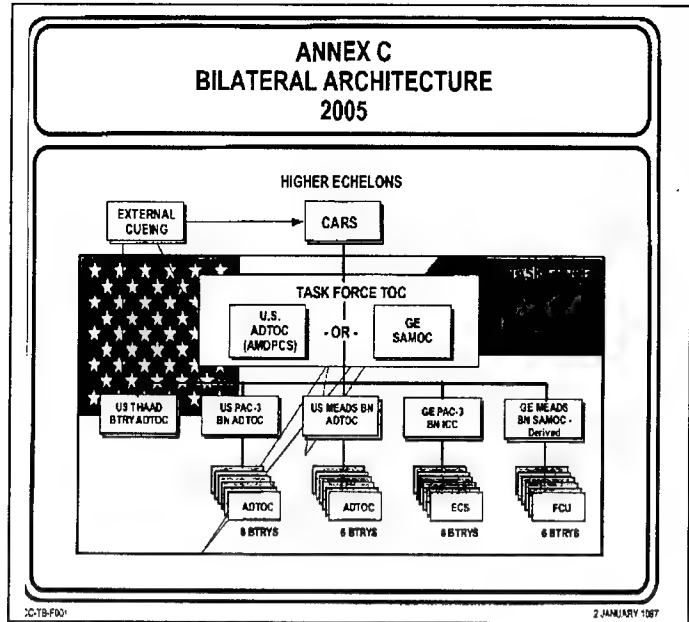 ANNEX C
BILATERAL ARCHITECTURE
2005
HIGHER ECHELONS
EXTERNAL
CUEING
CARS
TASK FORCE TOC
U.S.
ADTOC
(AMDPCS)
- OR -
GE
SAMOC
US THAAD
BTRY ADTOC
US PAC-3
BN ADTOC
US MEADS BN
ADTOC
GE PAC-3
BN ICC
GE MEADS
BN SAMOC -
Derived
ADTOC
ADTOC
ECS
FCU
6 BTRYS
6 BTRYS
6 BTRYS
2 JANUARY 1997